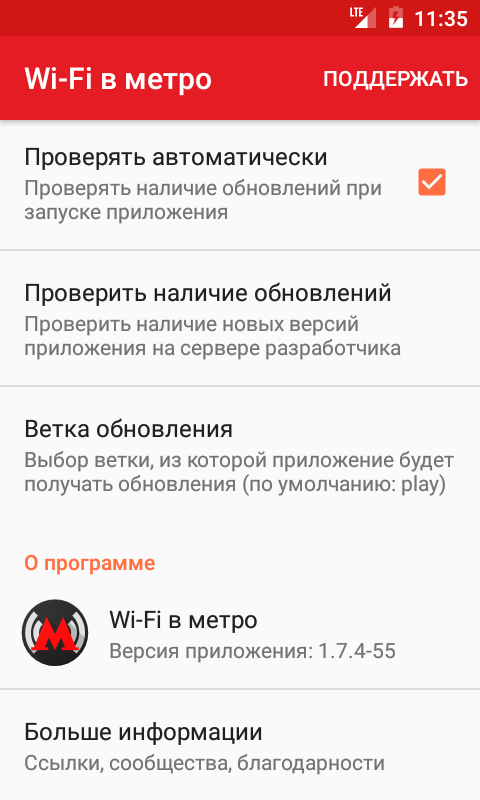 LTE 11:35
Wi-Fi в метро ПОДДЕРЖАТЬ
Проверять автоматически
Проверять наличие обновлений при
запуске приложения
Проверить наличие обновлений
Проверить наличие новых версий
приложения на сервере разработчика
Ветка обновления
Выбор ветки, из которой приложение будет
получать обновления (по умолчанию: play)
О программе
Wi-Fi в метро
Версия приложения: 1.7.4-55
Больше информации
Ссылки, сообщества, благодарности